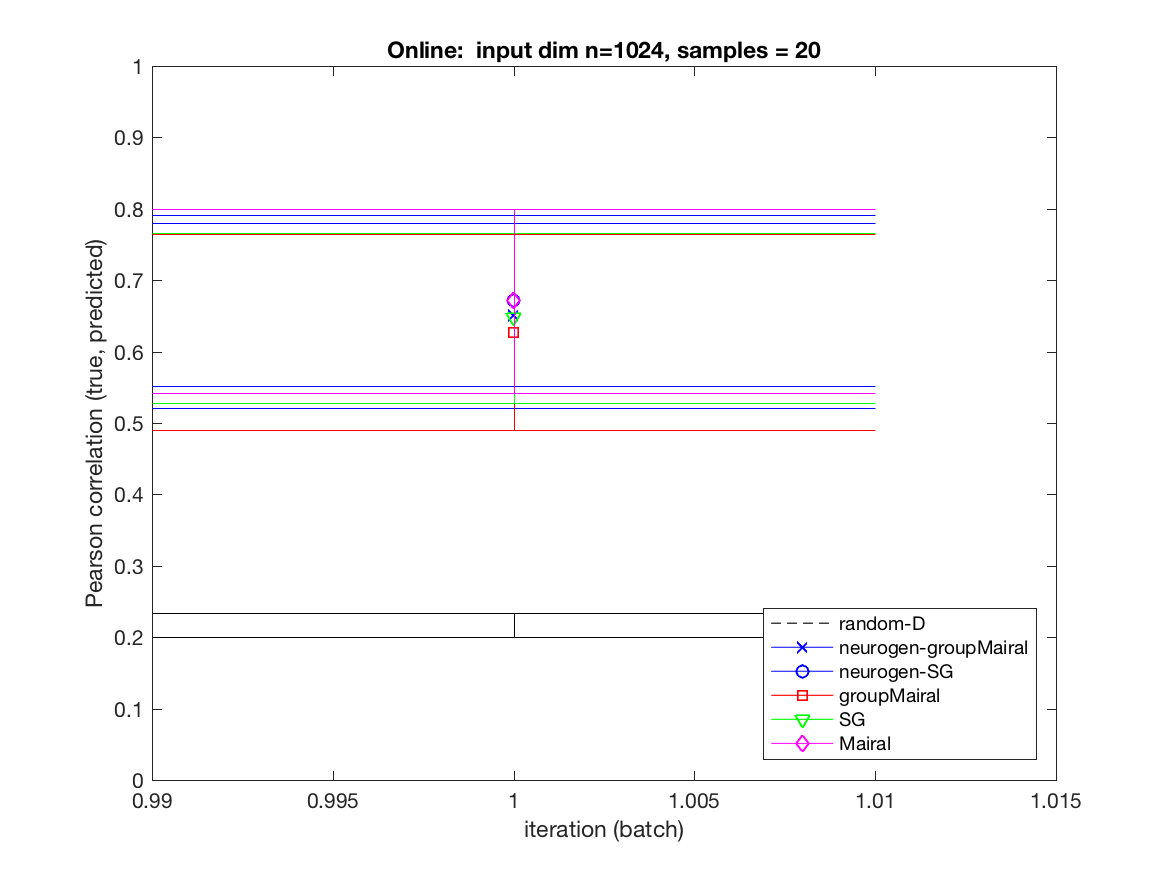 Online:  input dim n=1024, samples = 20
Pearson correlation (true, predicted)
1
0.9
0.8
0.7
0.6
0.5
0.4
0.3
0.2
0.1
0
random-D
neurogen-groupMairal
neurogen-SG
groupMairal
SG
Mairal
0.99
0.995
1
1.005
1.01
1.015
iteration (batch)